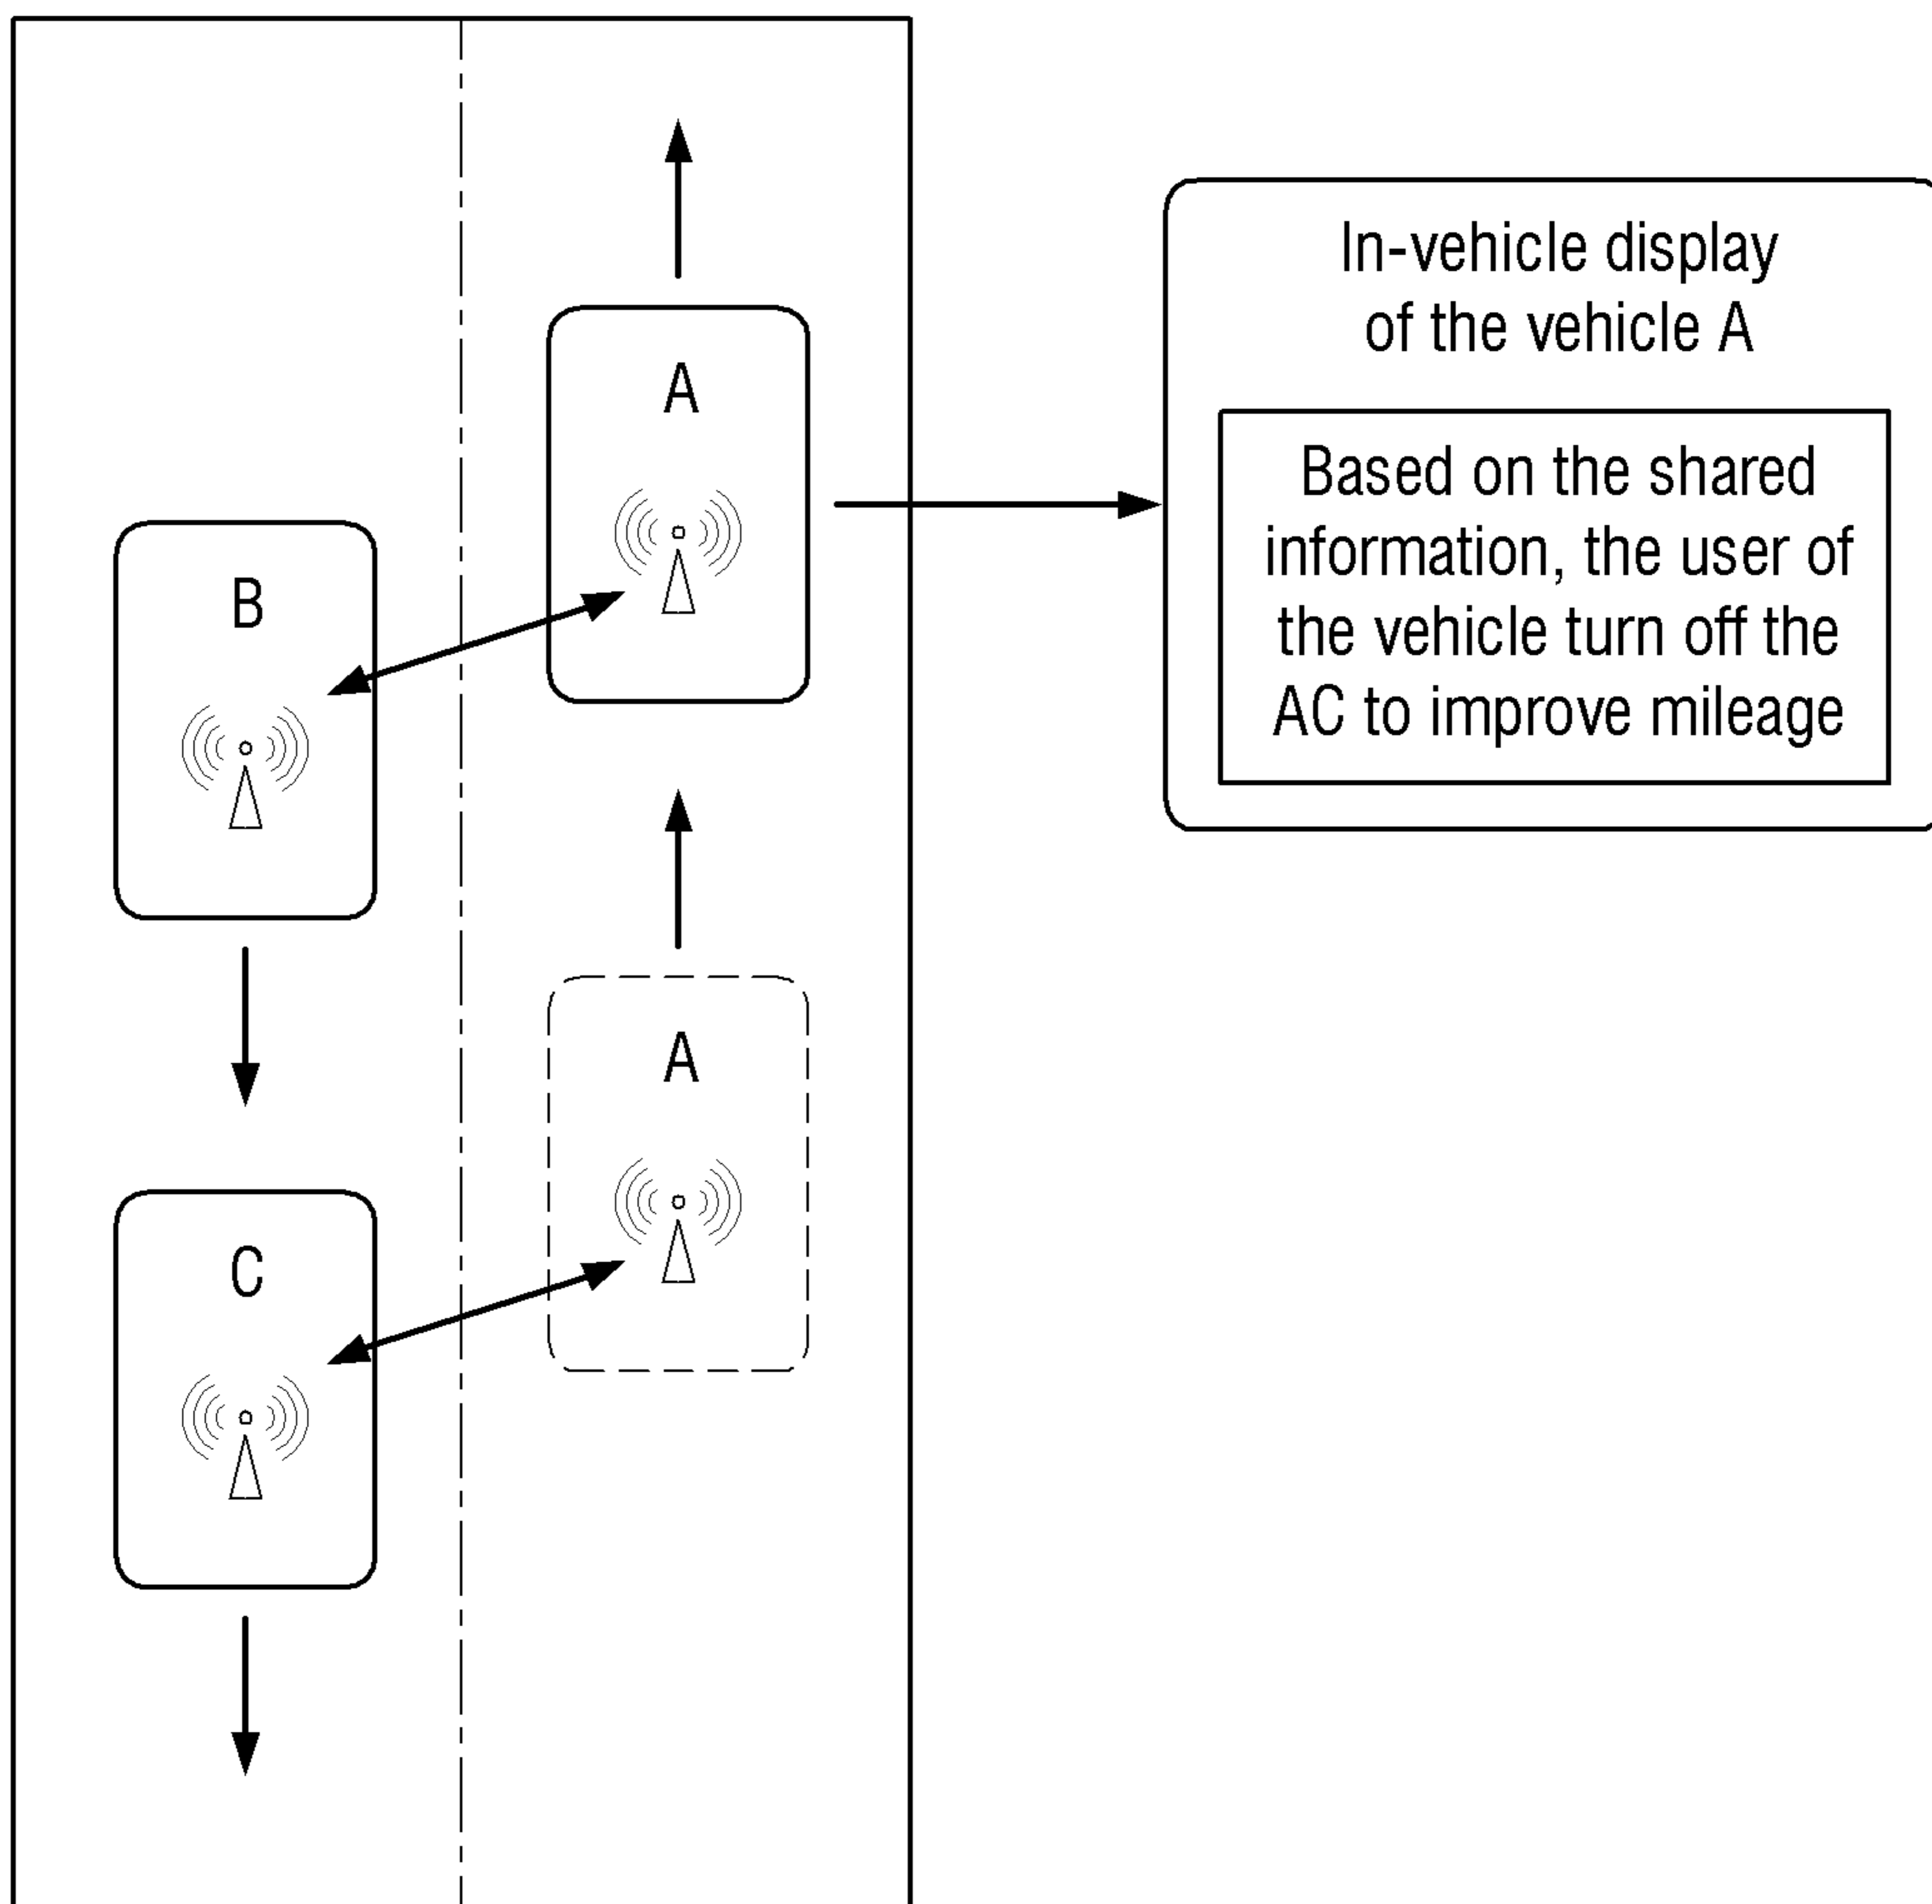 A
B
A
C
In-vehicle display
of the vehicle A
Based on the shared
information, the user of
the vehicle turn off the
AC to improve mileage